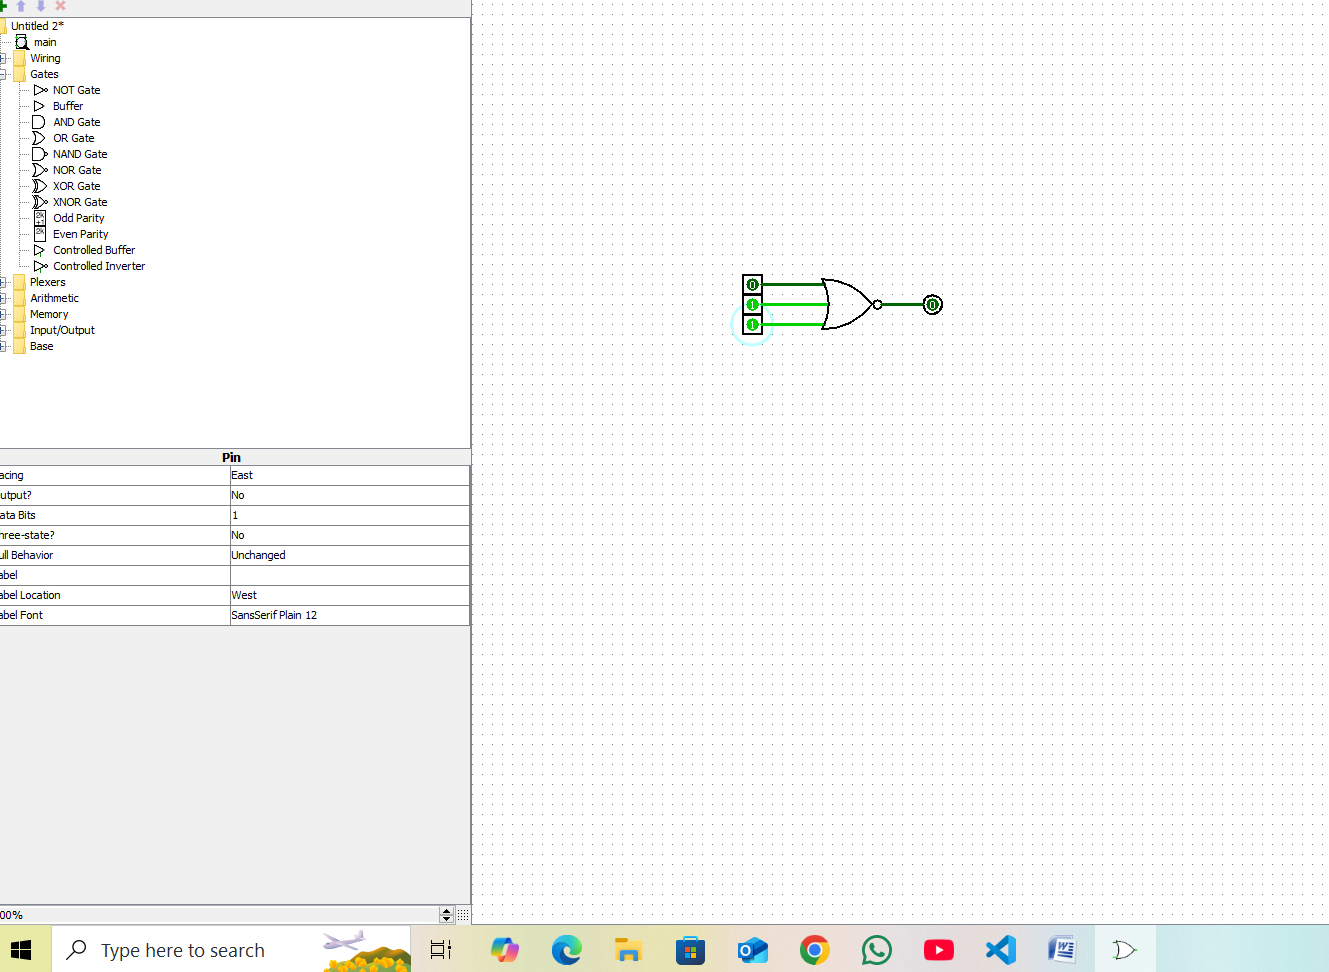 Untitled 2*
main
Wiring
Gates
NOT Gate
Buffer
AND Gate
OR Gate
NAND Gate
NOR Gate
XOR Gate
XNOR Gate
Odd Parity
Even Parity
Controlled Buffer
Controlled Inverter
Plexers
Arithmetic
Memory
Input/Output
Base
0
1
1
0
Pin
acing East
utput? No
ata Bits 1
hree-state? No
ull Behavior Unchanged
abel
abel Location West
abel Font SansSerif Plain 12
00%
Type here to search